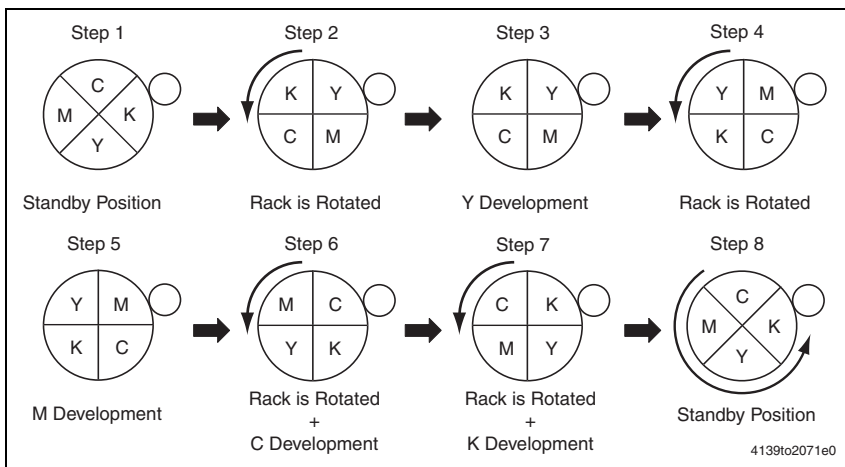 Step 1 Step 2 Step 3 Step 4
C
M K
Y
K Y
C M
K Y
C M
Y M
K C
Standby Position Rack is Rotated Y Development Rack is Rotated
Step 5 Step 6 Step 7 Step 8
Y M
K C
M C
Y K
C K
M Y
C
M K
Y
M Development
Rack is Rotated
+
C Development
Rack is Rotated
+
K Development
Standby Position
4139to2071e0